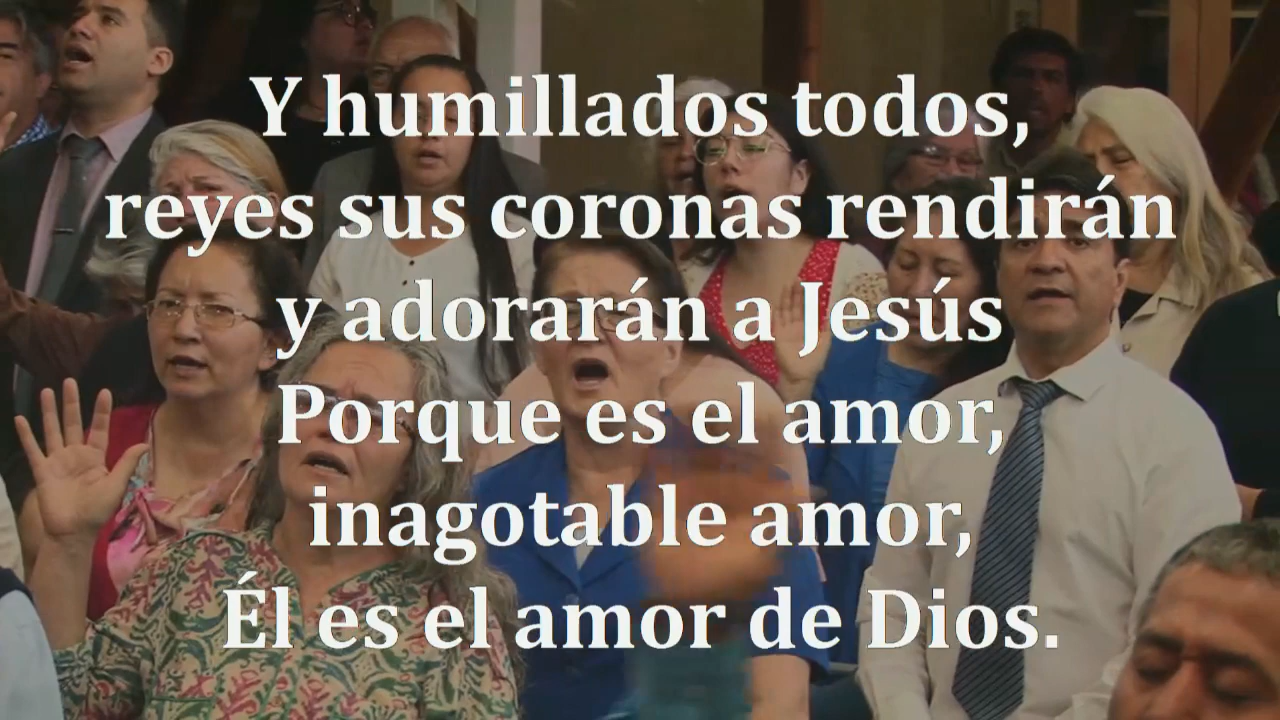 Y humillados todos,
reyes sus coronas rendirán
y adorarán a Jesús
Porque es el amor,
inagotable amor,
Él es el amor de Dios.